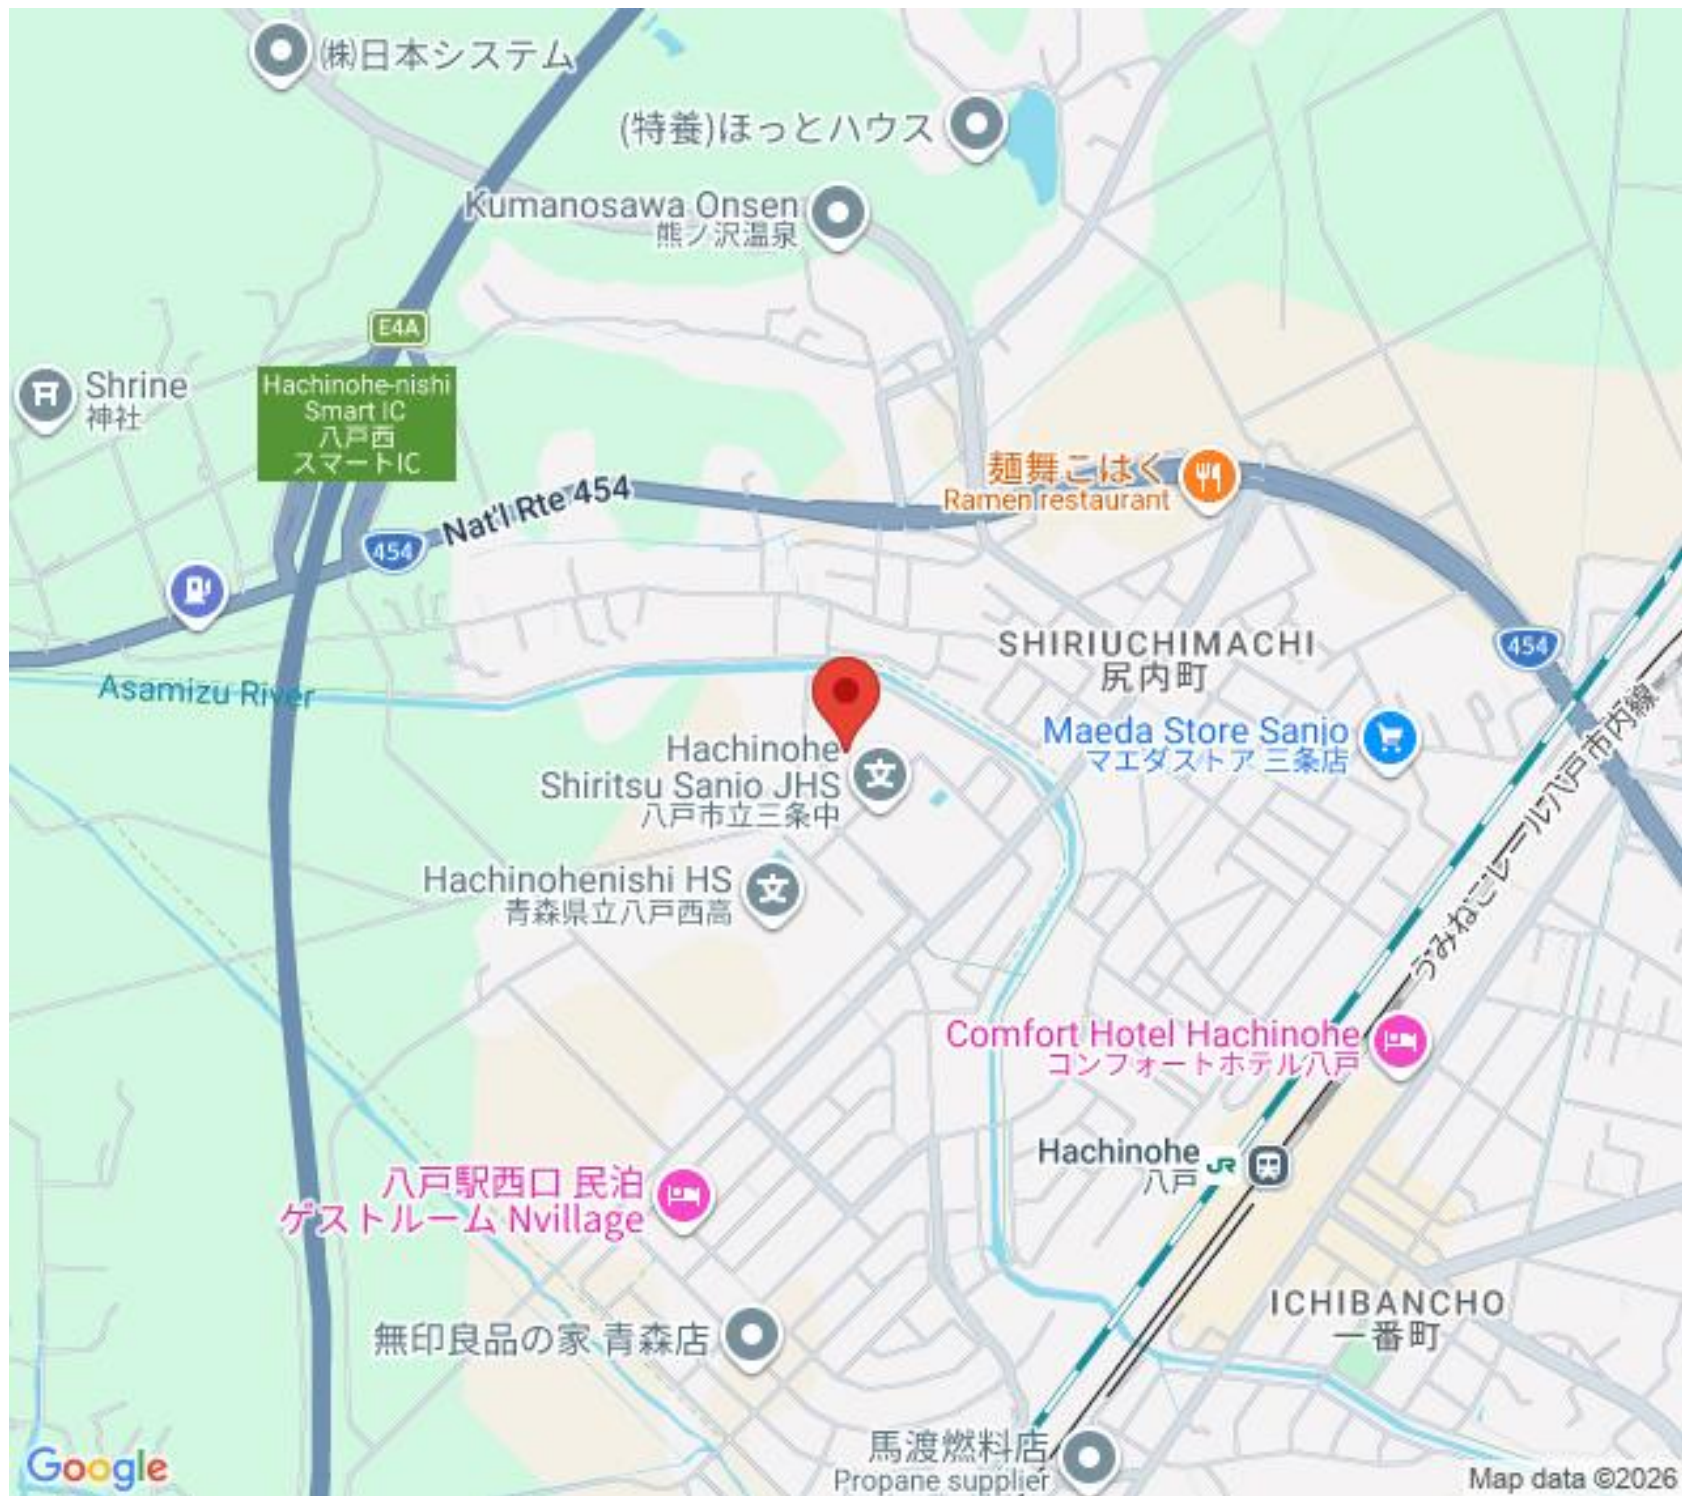 ㈱日本システム
(特養)ほっとハウス
Kumanosawa Onsen
熊ノ沢温泉
E4A
Shrine
神社
Hachinohe-nishi
Smart IC
八戸西
スマートIC
麺舞こはく
Ramen restaurant
Nat'l Rte 454
454
SHIRIUCHIMACHI
尻内町
454
Asamizu River
Maeda Store Sanjo
マエダストア 三条店
Hachinohe
Shiritsu Sanjo JHS
八戸市立三条中
うみねこレール八戸市内線
Hachinohenishi HS
青森県立八戸西高
Comfort Hotel Hachinohe
コンフォートホテル八戸
Hachinohe
八戸
JR
八戸駅西口 民泊
ゲストルーム Nvillage
ICHIBANCHO
一番町
無印良品の家 青森店
馬渡燃料店
Propane supplier
Google
Map data ©2026